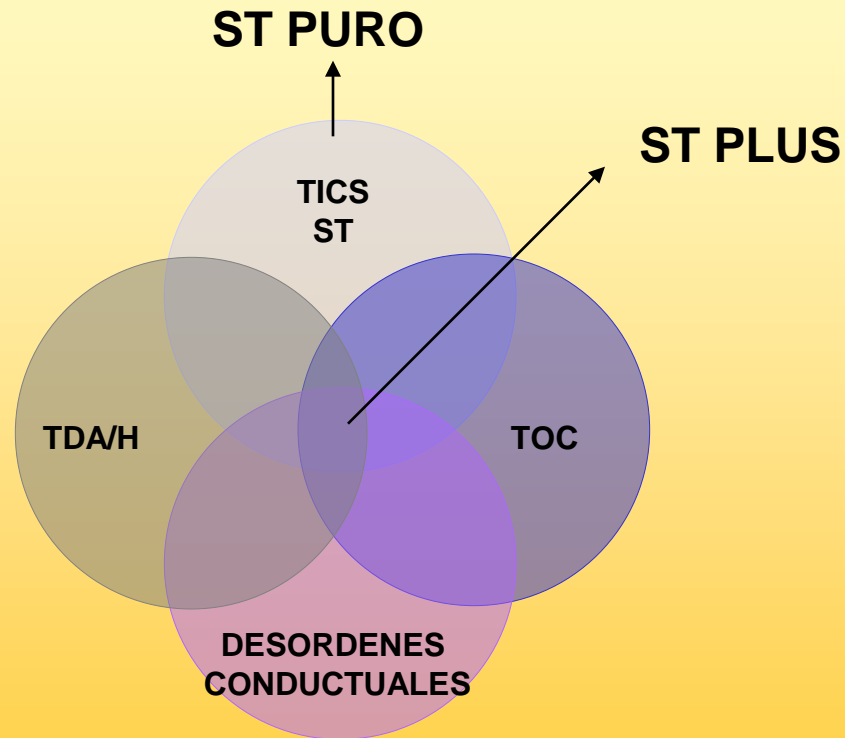 ST PURO
ST PLUS
TICS
ST
TDA/H
TOC
DESORDENES
CONDUCTUALES